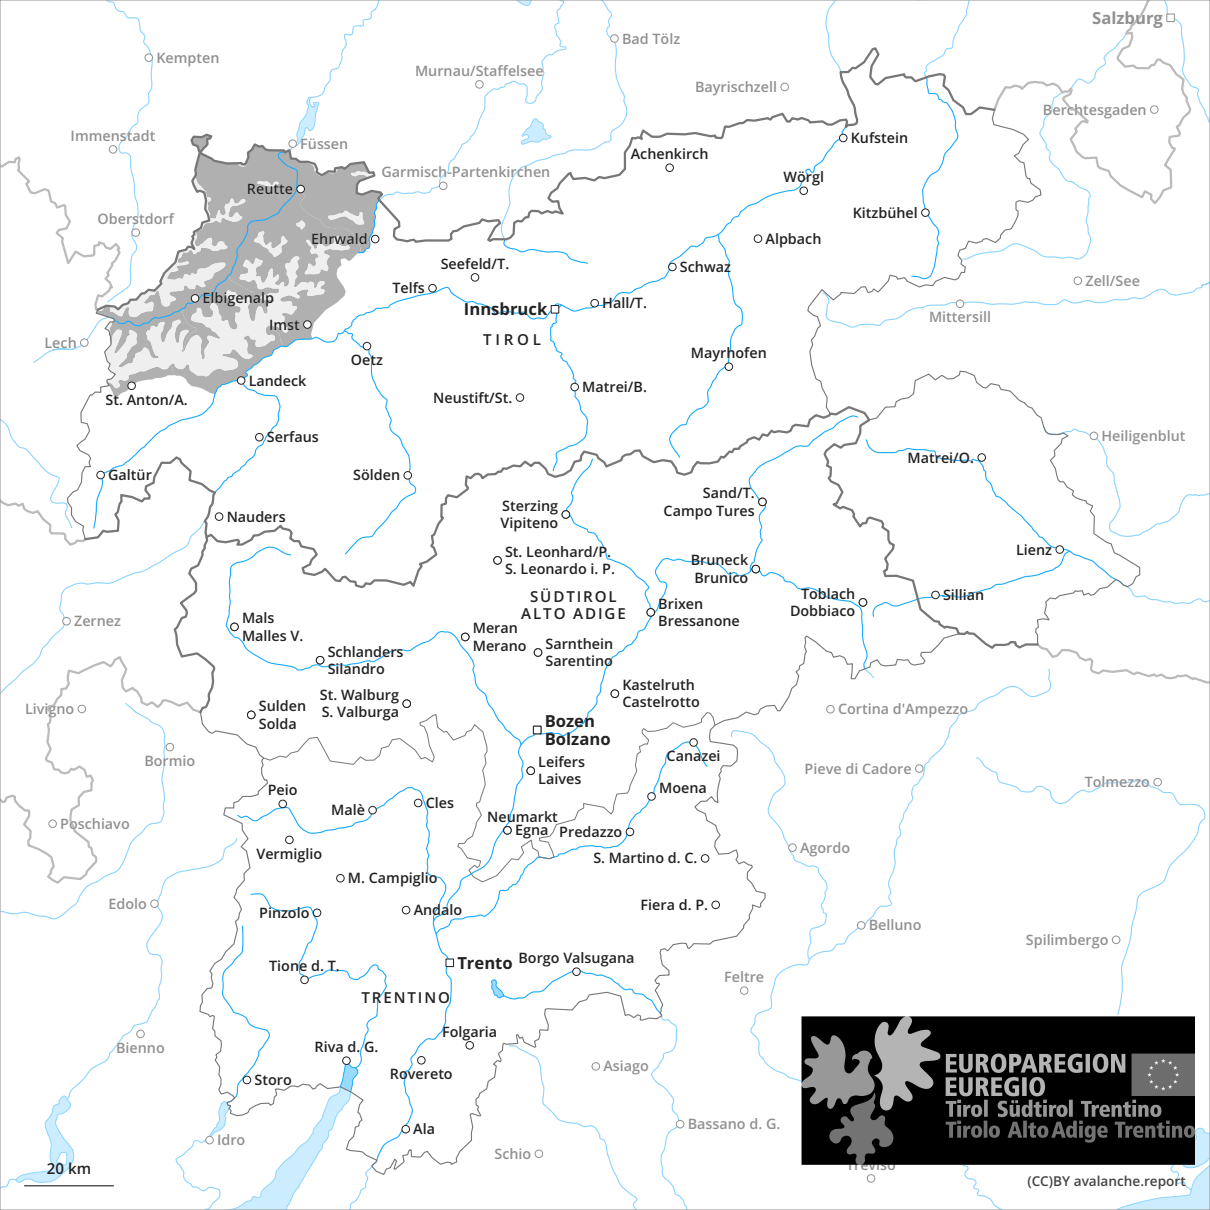 Salzburg
Bad Tölz
Kempten
Murnau/Staffelsee
Bayrischzell
Berchtesgaden
Immenstadt
Füssen
Kufstein
Achenkirch
Garmisch-Partenkirchen
Wörgl
Reutte
Kitzbühel
Oberstdorf
Ehrwald
Alpbach
Seefeld/T.
Schwaz
Zell/See
Telfs
Elbigenalp
Hall/T.
Innsbruck
Mittersill
Imst
TIROL
Lech
Mayrhofen
Oetz
Landeck
Matrei/B.
St. Anton/A.
Neustift/St.
Serfaus
Heiligenblut
Matrei/O.
Galtür
Sölden
Sand/T.
Campo Tures
Sterzing
Vipiteno
Nauders
St. Leonhard/P.
S. Leonardo i. P.
Lienz
Bruneck
Brunico
SÜDTIROL
ALTO ADIGE
Toblach
Dobbiaco
Sillian
Brixen
Bressanone
Zernez
Mals
Malles V.
Meran
Merano
Sarnthein
Sarentino
Schlanders
Silandro
Kastelruth
Castelrotto
St. Walburg
S. Valburga
Livigno
Sulden
Solda
Cortina d'Ampezzo
Bozen
Bolzano
Bormio
Canazei
Leifers
Laives
Pieve di Cadore
Tolmezzo
Peio
Moena
Malè
Cles
Neumarkt
Egna
Poschiavo
Predazzo
Vermiglio
Agordo
S. Martino d. C.
M. Campiglio
Edolo
Fiera d. P.
Pinzolo
Andalo
Belluno
Spilimbergo
Tione d. T.
Trento
Borgo Valsugana
Feltre
TRENTINO
Folgaria
Bienno
Riva d. G.
Rovereto
Asiago
Storo
EUROPAREGION
EUREGIO
Tirol Südtirol Trentino
Tirolo Alto Adige Trentino
Ala
Bassano d. G.
Idro
Schio
Treviso
20 km
(CC)BY avalanche.report